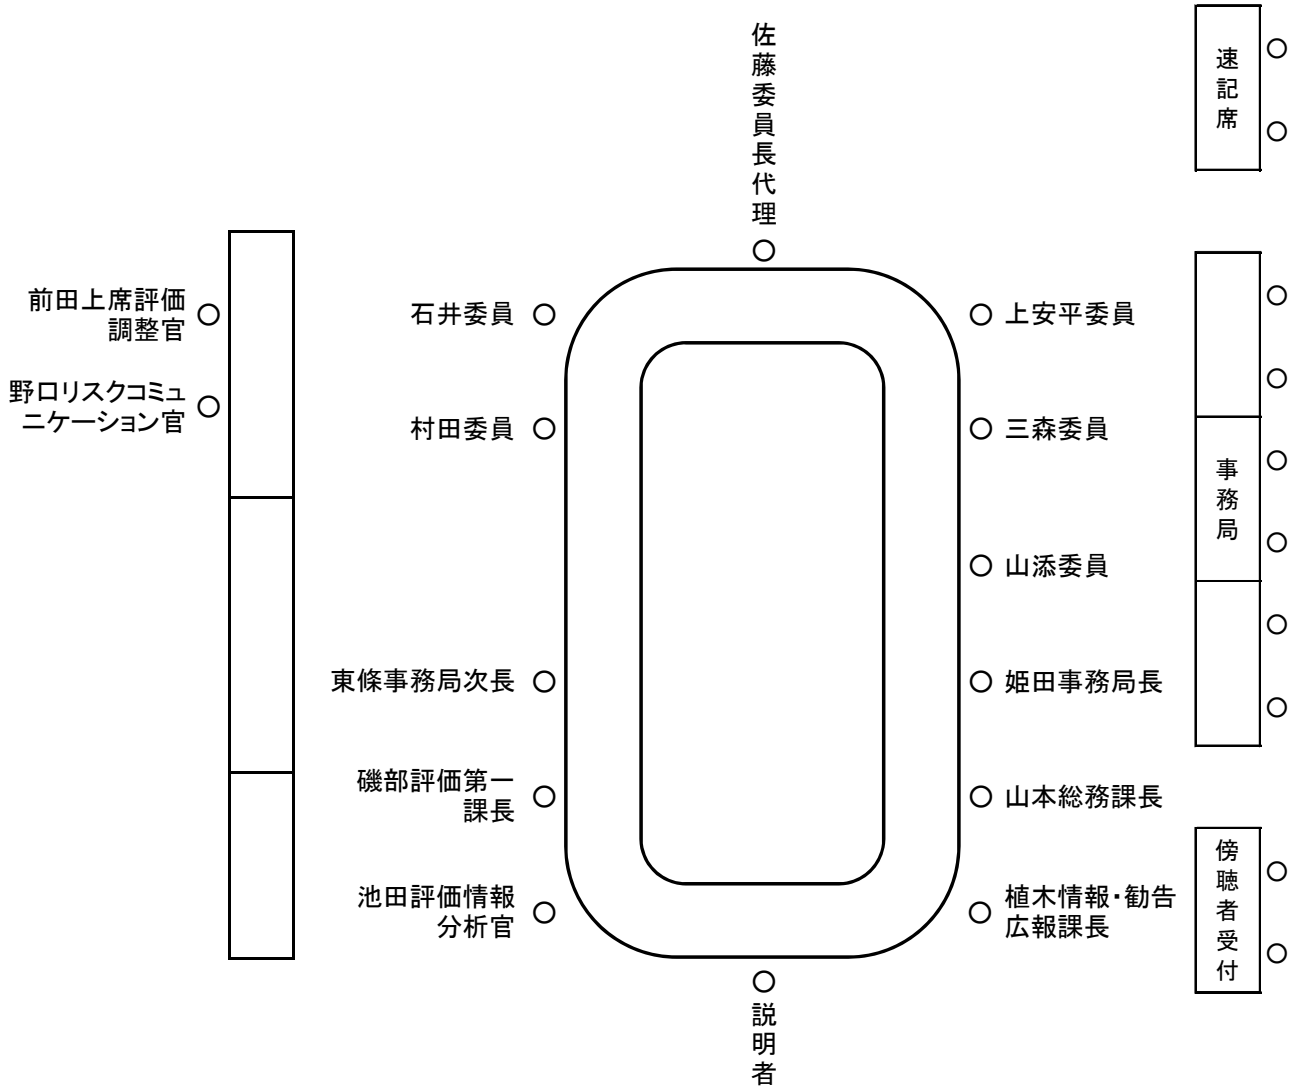 佐藤委員長代理
速記席
前田上席評価
調整官
野口リスクコミュ
ニケーション官
石井委員
村田委員
東條事務局次長
磯部評価第一
課長
池田評価情報
分析官
上安平委員
三森委員
山添委員
姫田事務局長
山本総務課長
植木情報・勧告
広報課長
事務局
傍聴者受付
説明者